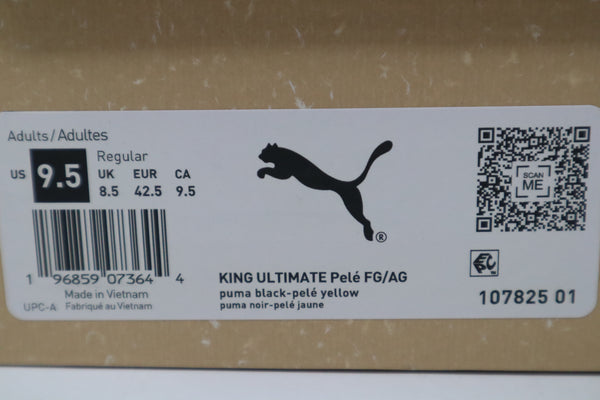 Adults/Adultes
Regular
US 9.5 UK EUR CA
8.5 42.5 9.5
SCAN
ME
®
1 96859 07364 4
Made in Vietnam
UPC-A Fabriqué au Vietnam
KING ULTIMATE Pelé FG/AG
puma black-pelé yellow
puma noir-pelé jaune
107825 01